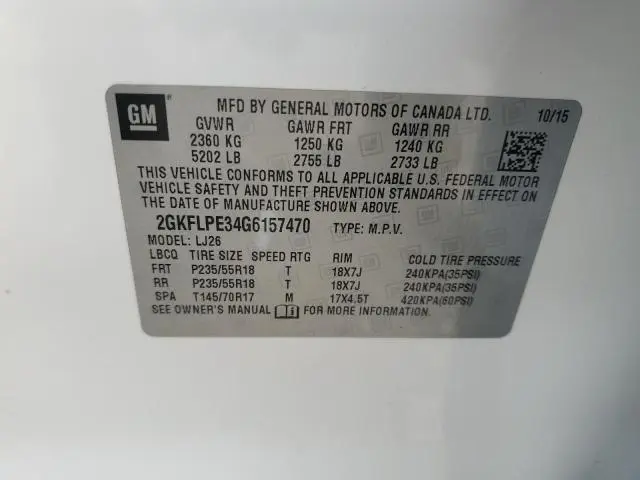 GM® MFD BY GENERAL MOTORS OF CANADA LTD. 10/15
GVWR GAWR FRT GAWR RR
2360 KG 1250 KG 1240 KG
5202 LB 2755 LB 2733 LB
THIS VEHICLE CONFORMS TO ALL APPLICABLE U.S. FEDERAL MOTOR
VEHICLE SAFETY AND THEFT PREVENTION STANDARDS IN EFFECT ON
THE DATE OF MANUFACTURE SHOWN ABOVE.
2GKFLPE34G6157470 TYPE: M.P.V.
MODEL: LJ26
LBCQ TIRE SIZE SPEED RTG RIM COLD TIRE PRESSURE
FRT P235/55R18 T 18X7J 240KPA(35PSI)
RR P235/55R18 T 18X7J 240KPA(35PSI)
SPA T145/70R17 M 17X4.5T 420KPA(60PSI)
SEE OWNER'S MANUAL FOR MORE INFORMATION.